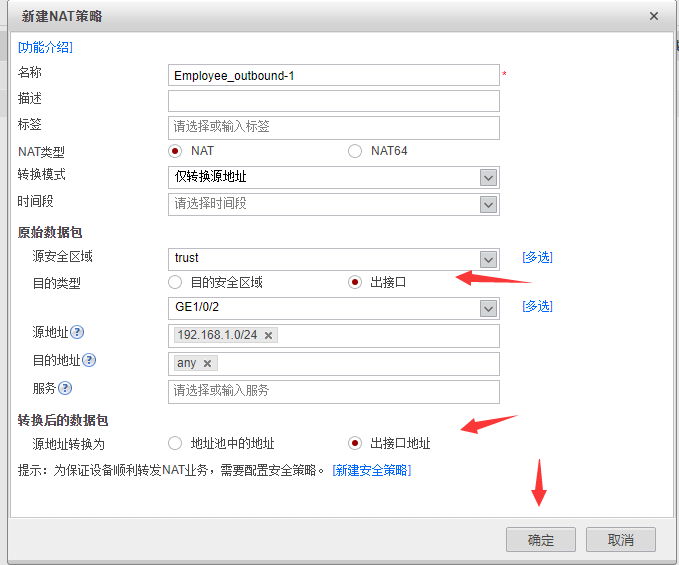 新建NAT策略
[功能介绍]
名称 Employee_outbound-1 *
描述
标签 请选择或输入标签
NAT类型 NAT NAT64
转换模式 仅转换源地址
时间段 请选择时间段
原始数据包
源安全区域 trust [多选]
目的类型 目的安全区域 出接口
GE1/0/2 [多选]
源地址 ? 192.168.1.0/24 ×
目的地址 ? any ×
服务 ? 请选择或输入服务
转换后的数据包
源地址转换为 地址池中的地址 出接口地址
提示：为保证设备顺利转发NAT业务，需要配置安全策略。 [新建安全策略]
确定 取消